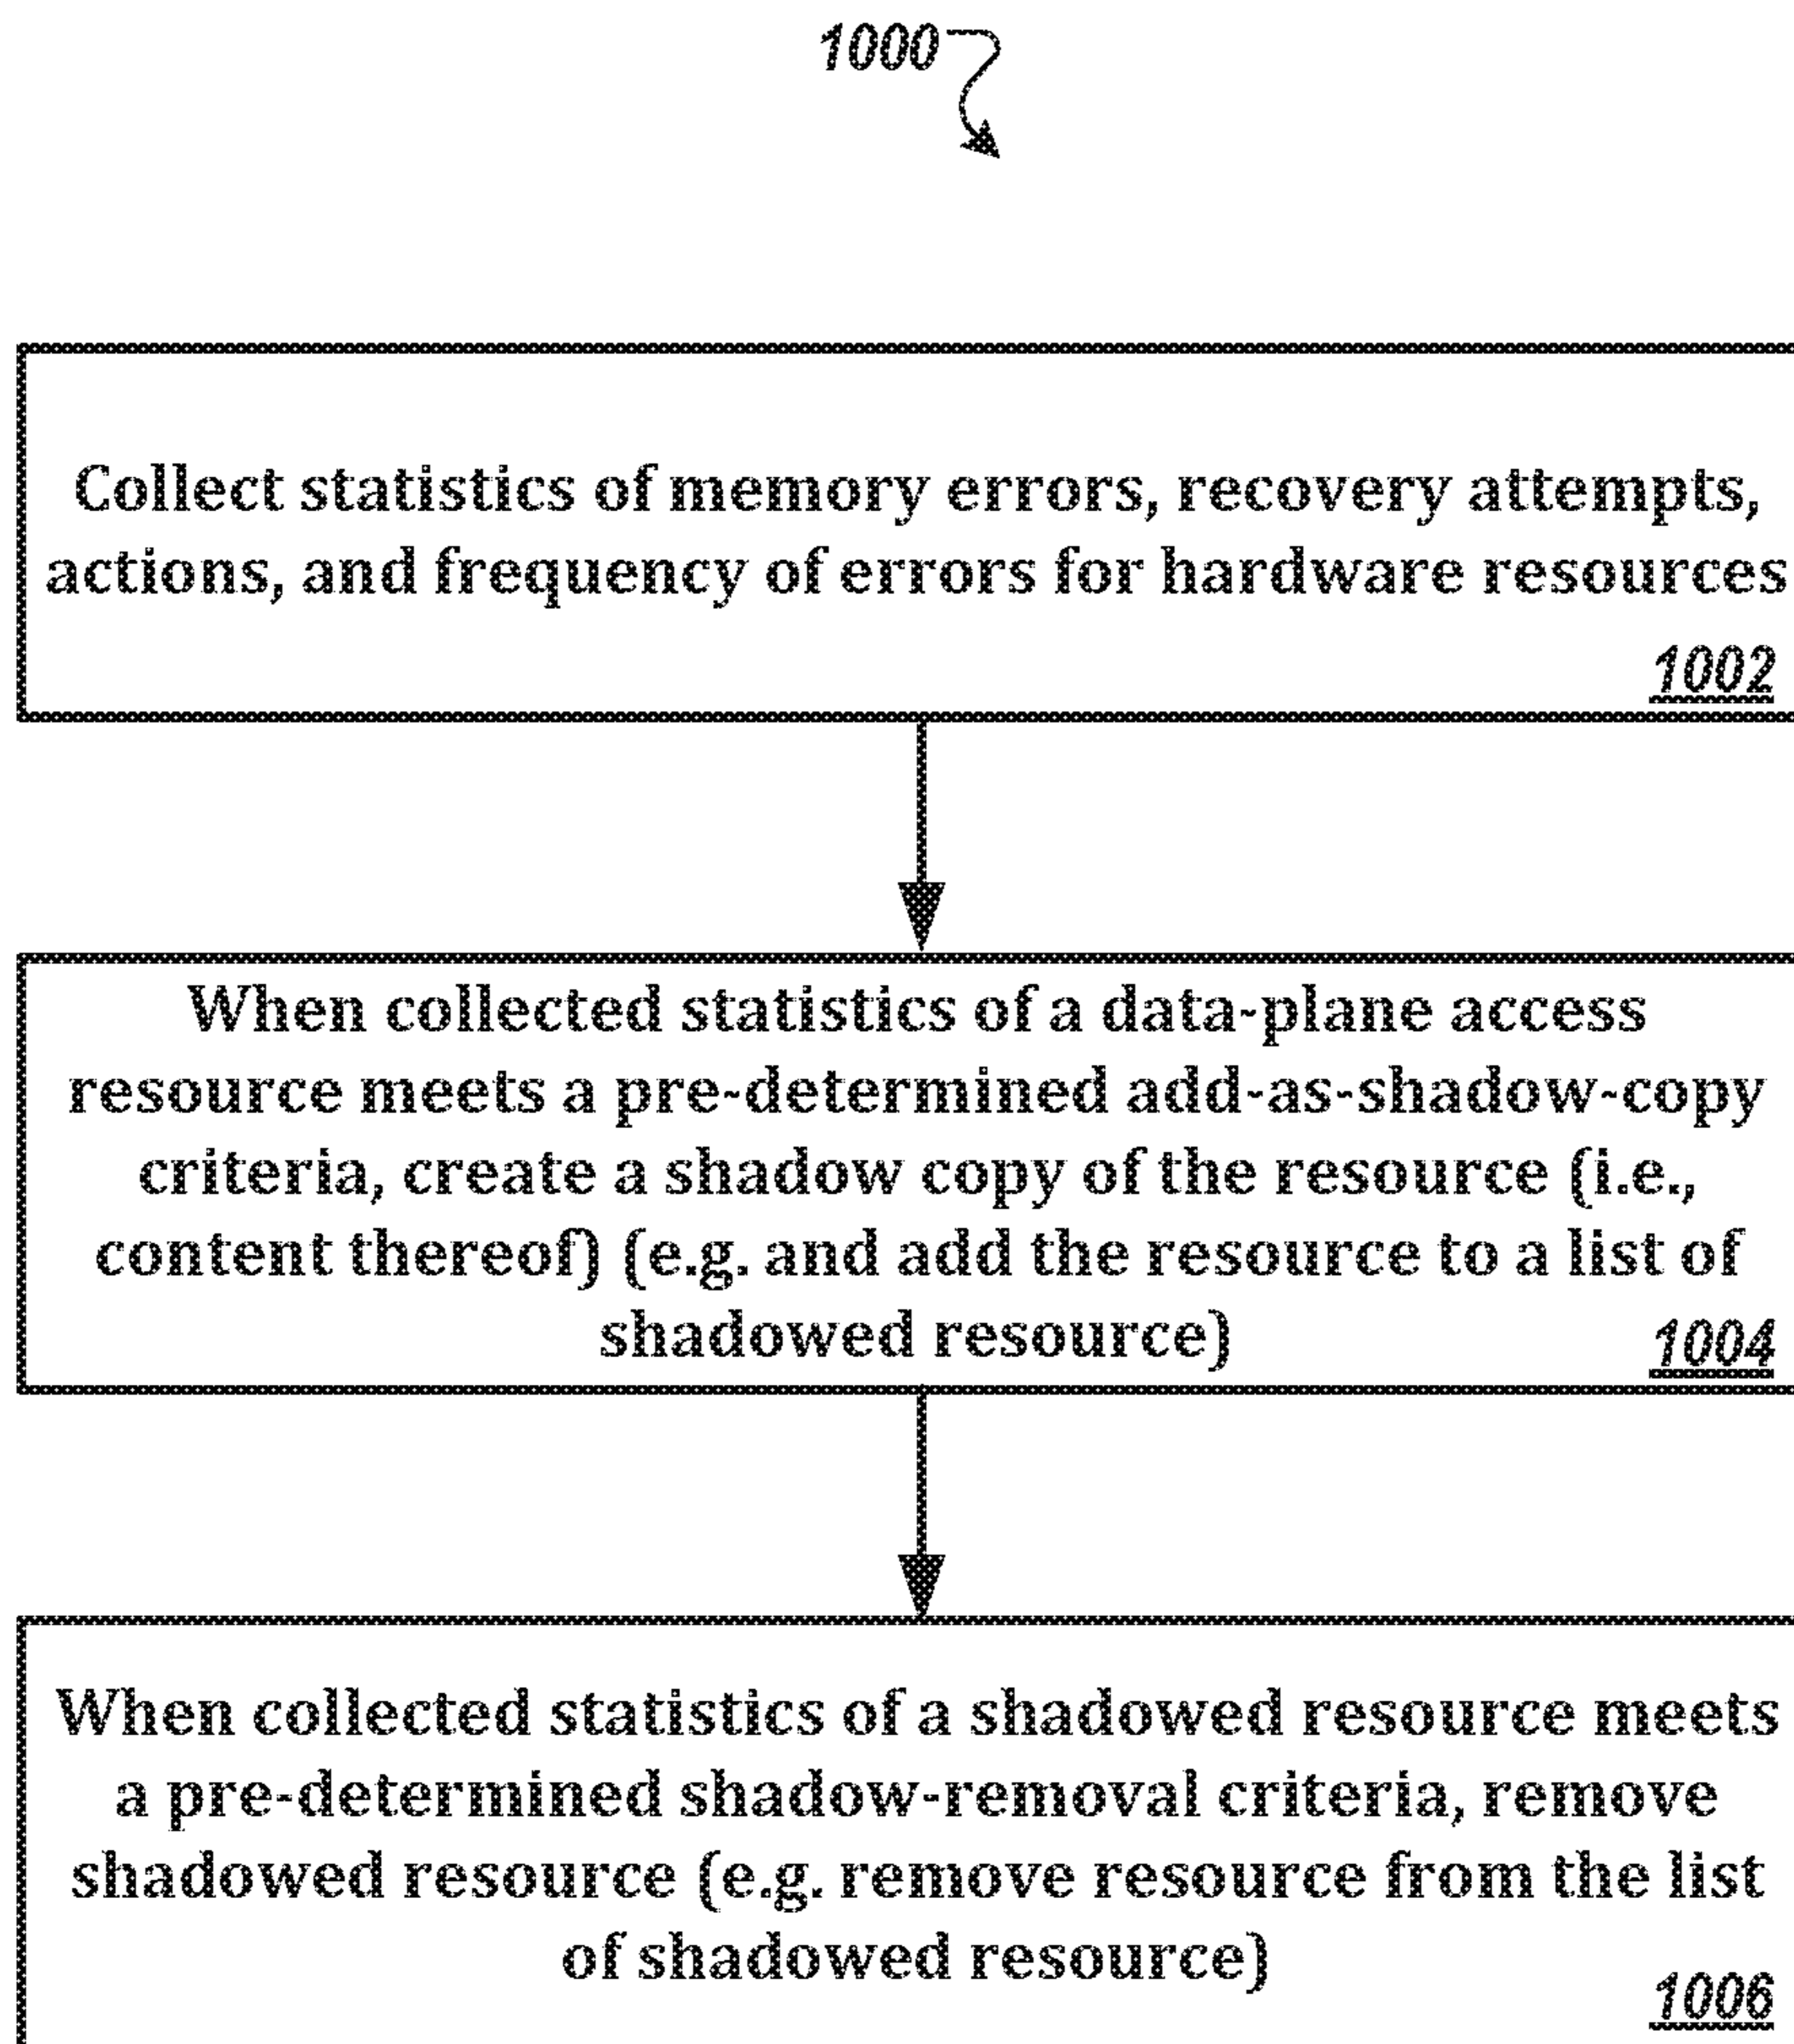 1000
Collect statistics of memory errors, recovery attempts,
actions, and frequency of errors for hardware resources
1002
When collected statistics of a data-plane access
resource meets a pre-determined add-as-shadow-copy
criteria, create a shadow copy of the resource (i.e.,
content thereof) (e.g. and add the resource to a list of
shadowed resource)
1004
When collected statistics of a shadowed resource meets
a pre-determined shadow-removal criteria, remove
shadowed resource (e.g. remove resource from the list
of shadowed resource)
1006